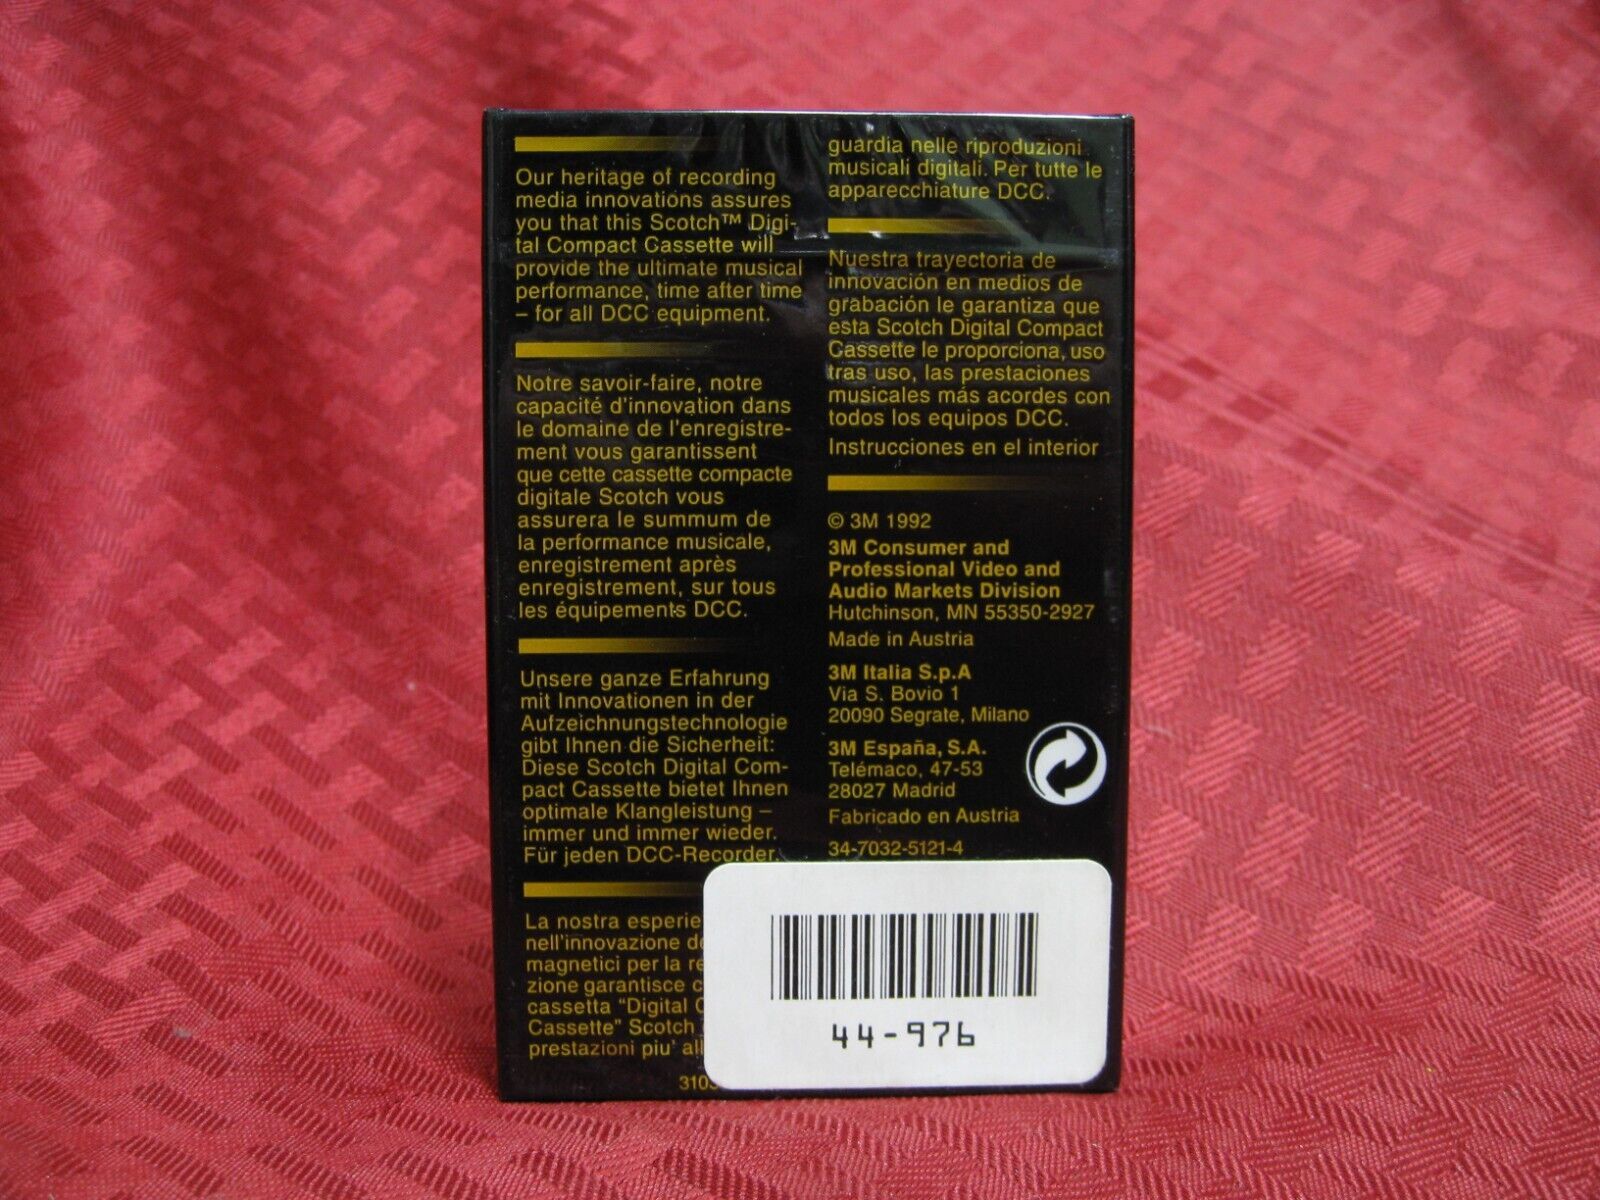 Our heritage of recording
media innovations assures
you that this Scotch™ Digi-
tal Compact Cassette will
provide the ultimate musical
performance, time after time
– for all DCC equipment.
Notre savoir-faire, notre
capacité d'innovation dans
le domaine de l'enregistre-
ment vous garantissent
que cette cassette compacte
digitale Scotch vous
assurera le summum de
la performance musicale,
enregistrement après
enregistrement, sur tous
les équipements DCC.
Unsere ganze Erfahrung
mit Innovationen in der
Aufzeichnungstechnologie
gibt Ihnen die Sicherheit:
Diese Scotch Digital Com-
pact Cassette bietet Ihnen
optimale Klangleistung –
immer und immer wieder.
Für jeden DCC-Recorder.
La nostra
nell'innovazione
magnetici per la
zione garantisce
cassetta "Digital
Cassette" Scotch
prestazioni piu'
guardia nelle riproduzioni
musicali digitali. Per tutte le
apparecchiature DCC.
Nuestra trayectoria de
innovación en medios de
grabación le garantiza que
esta Scotch Digital Compact
Cassette le proporciona, uso
tras uso, las prestaciones
musicales más acordes con
todos los equipos DCC.
Instrucciones en el interior
© 3M 1992
3M Consumer and
Professional Video and
Audio Markets Division
Hutchinson, MN 55350-2927
Made in Austria
3M Italia S.p.A
Via S. Bovio 1
20090 Segrate, Milano
3M España, S.A.
Telémaco, 47-53
28027 Madrid
Fabricado en Austria
34-7032-5121-4
44-976